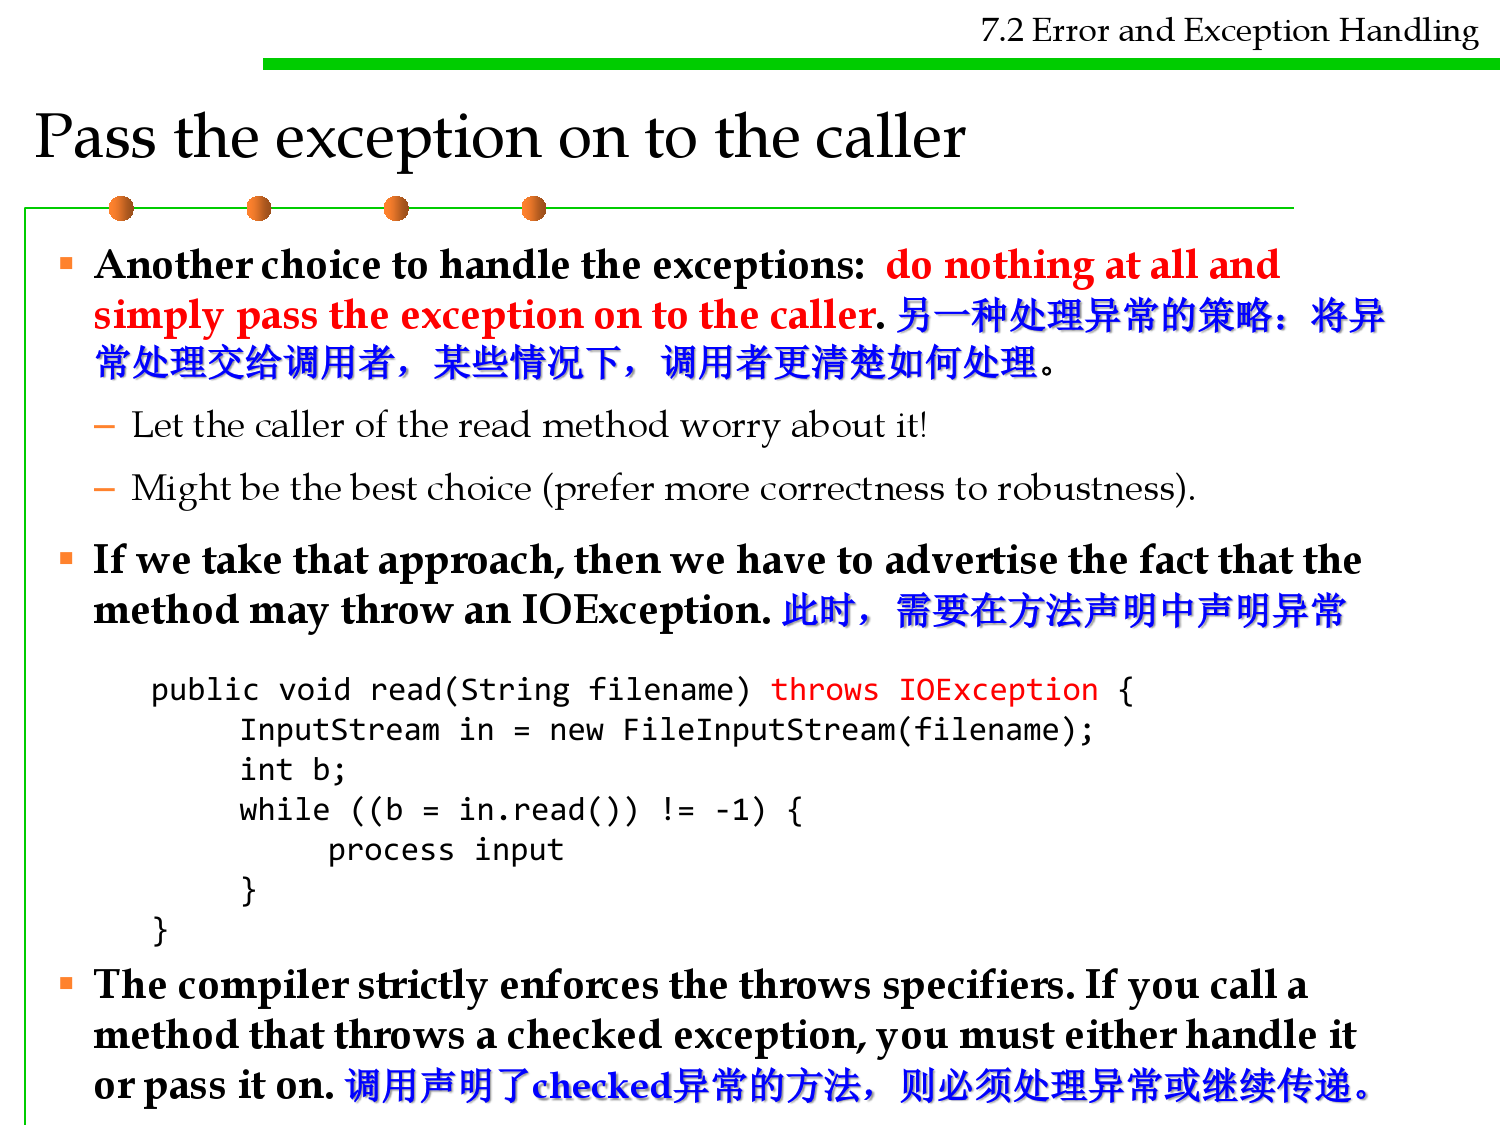 7.2 Error and Exception Handling
Pass the exception on to the caller
Another choice to handle the exceptions: do nothing at all and
simply pass the exception on to the caller. 另一种处理异常的策略：将异
常处理交给调用者，某些情况下，调用者更清楚如何处理。
– Let the caller of the read method worry about it!
– Might be the best choice (prefer more correctness to robustness).
If we take that approach, then we have to advertise the fact that the
method may throw an IOException. 此时，需要在方法声明中声明异常
public void read(String filename) throws IOException {
InputStream in = new FileInputStream(filename);
int b;
while ((b = in.read()) != -1) {
process input
}
}
The compiler strictly enforces the throws specifiers. If you call a
method that throws a checked exception, you must either handle it
or pass it on. 调用声明了checked异常的方法，则必须处理异常或继续传递。